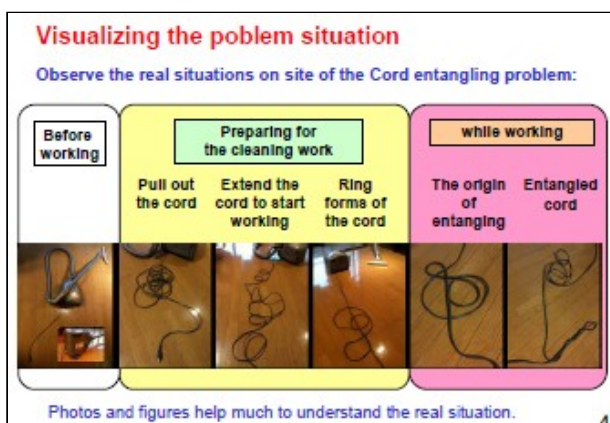 Visualizing the poblem situation
Observe the real situations on site of the Cord entangling problem:
Before
working
Preparing for
the cleaning work
while working
Pull out
the cord
Extend the
cord to start
working
Ring
forms of
the cord
The origin
of
entangling
Entangled
cord
Photos and figures help much to understand the real situation.
4